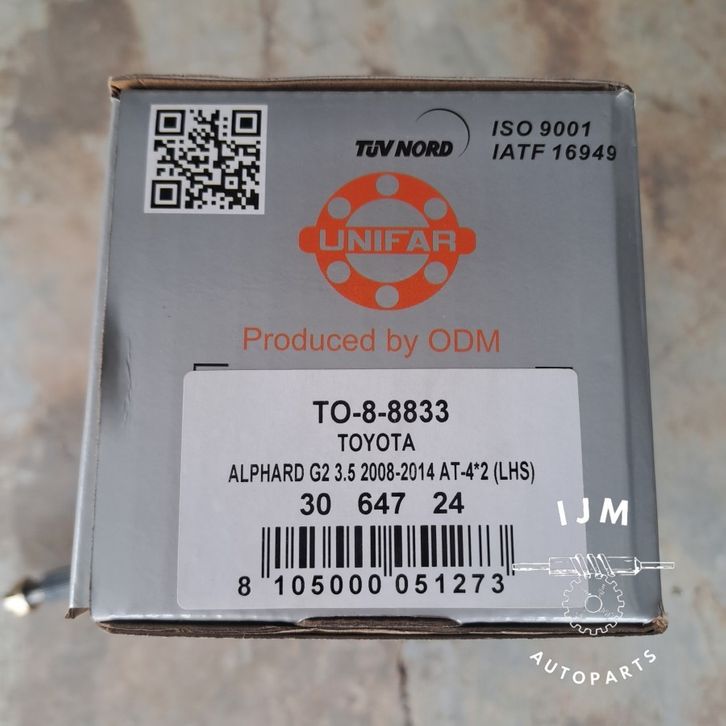 TÜV NORD
ISO 9001
IATF 16949
UNIFAR
Produced by ODM
TO-8-8833
TOYOTA
ALPHARD G2 3.5 2008-2014 AT-4*2 (LHS)
30 647 24
8 105000 051273
IJM
AUTOPARTS